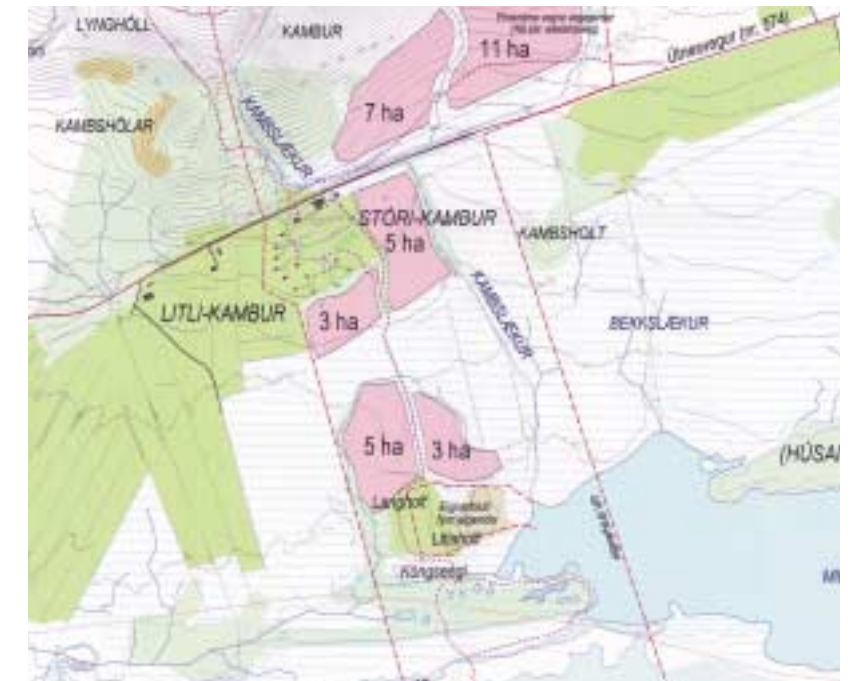 LYNGHÓLL
KAMBUR
11 ha
Útnesvegur (nr. 574)
7 ha
KAMBSHÓLAR
KAMBSLÆKUR
STÓRI-KAMBUR
5 ha
KAMBSHOLT
LITLI-KAMBUR
3 ha
KAMBSLÆKUR
BEKKSLÆKUR
5 ha
3 ha
(HÚSA
Langholt
Litlaholt
Kóngsegi